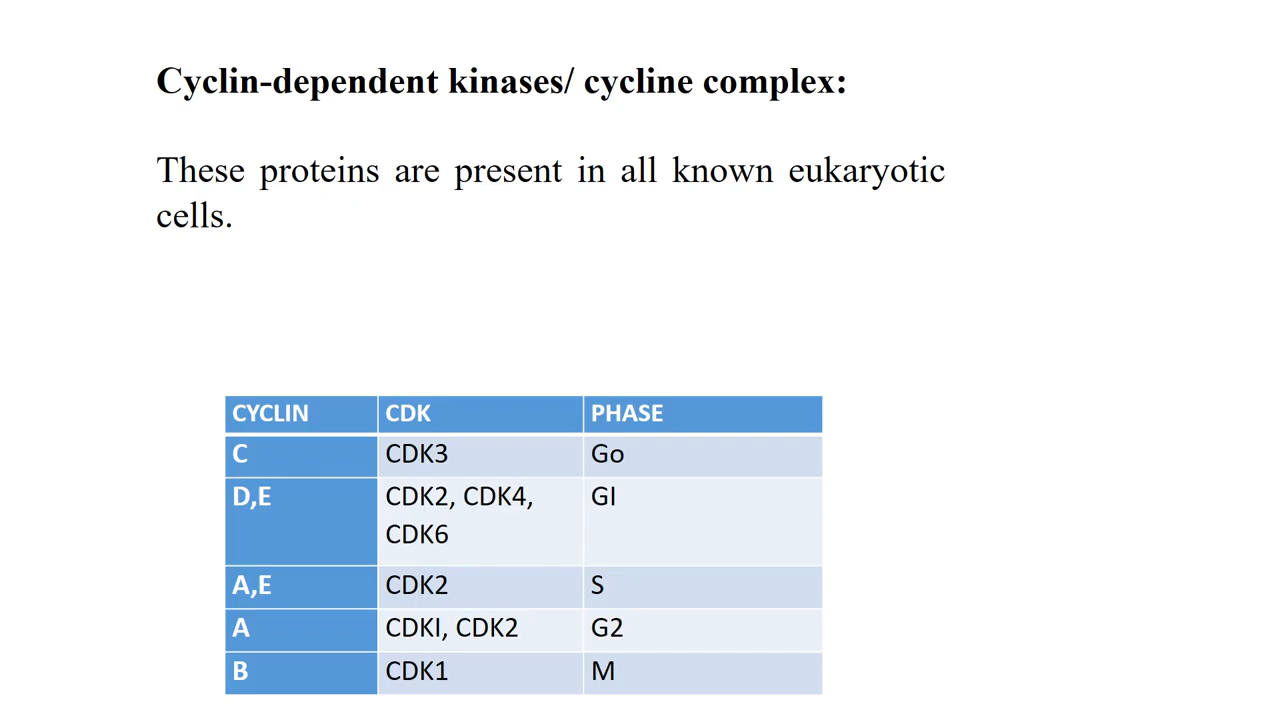 Cyclin-dependent kinases/ cycline complex:
These proteins are present in all known eukaryotic
cells.
CYCLIN CDK PHASE
C CDK3 Go
D,E CDK2, CDK4, GI
CDK6
A,E CDK2 S
A CDKI, CDK2 G2
B CDK1 M